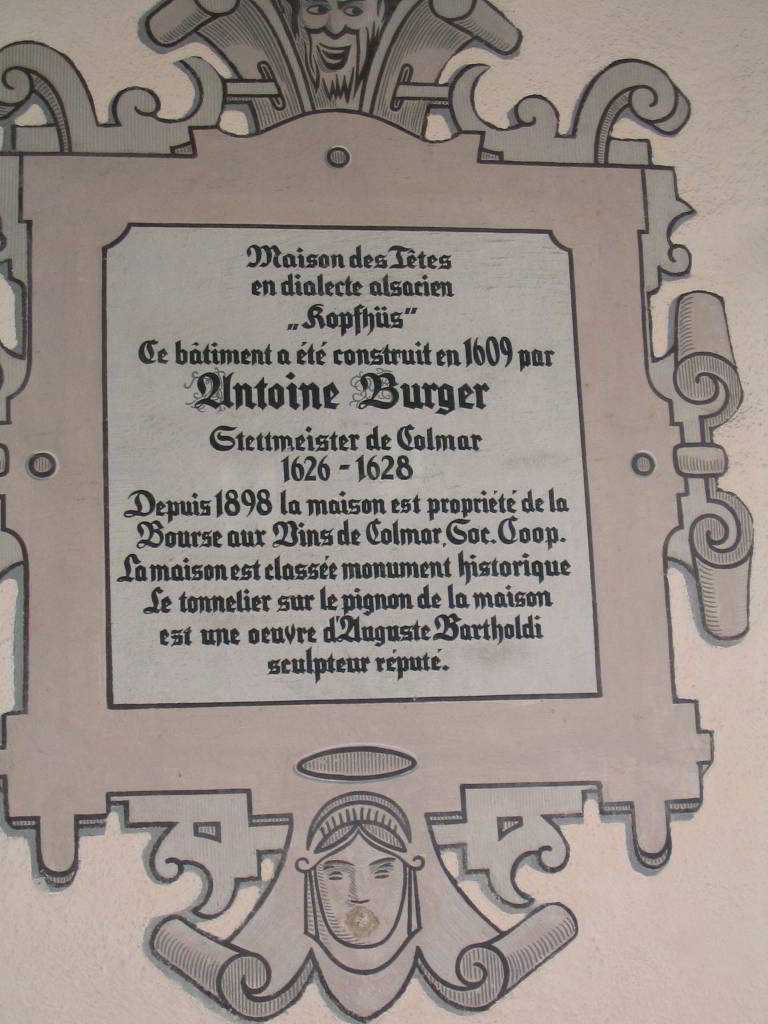 Maison des Têtes
en dialecte alsacien
„Kopfhüs“
Ce bâtiment a été construit en 1609 par
Antoine Burger
Stettmeister de Colmar
1626 - 1628
Depuis 1898 la maison est propriété de la
Bourse aux Vins de Colmar, Soc. Coop.
La maison est classée monument historique
Le tonnelier sur le pignon de la maison
est une oeuvre d'Auguste Bartholdi
sculpteur réputé.